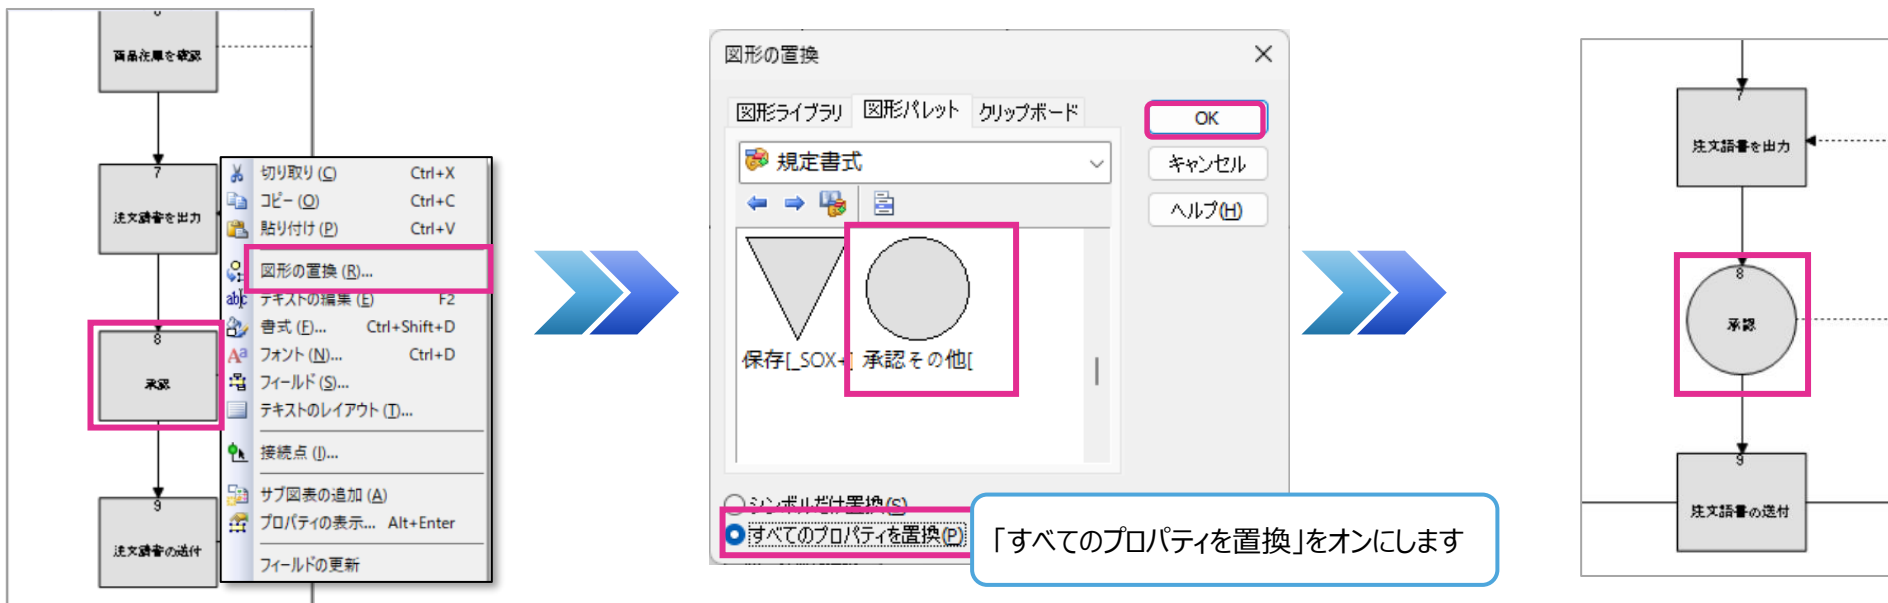 6
商品在庫を確認
7
注文請書を出力
8
承認
9
注文請書の送付
切り取り(C) Ctrl+X
コピー(O) Ctrl+C
貼り付け(P) Ctrl+V
図形の置換(R)...
テキストの編集(E) F2
書式(F)... Ctrl+Shift+D
フォント(N)... Ctrl+D
フィールド(S)...
テキストのレイアウト(T)...
接続点(I)...
サブ図表の追加(A)
プロパティの表示... Alt+Enter
フィールドの更新
図形の置換
図形ライブラリ 図形パレット クリップボード
規定書式
保存[_SOX+] 承認その他[
OK
キャンセル
ヘルプ(H)
シンボルだけ置換(S)
すべてのプロパティを置換(P)
「すべてのプロパティを置換」をオンにします
7
注文請書を出力
8
承認
9
注文請書の送付